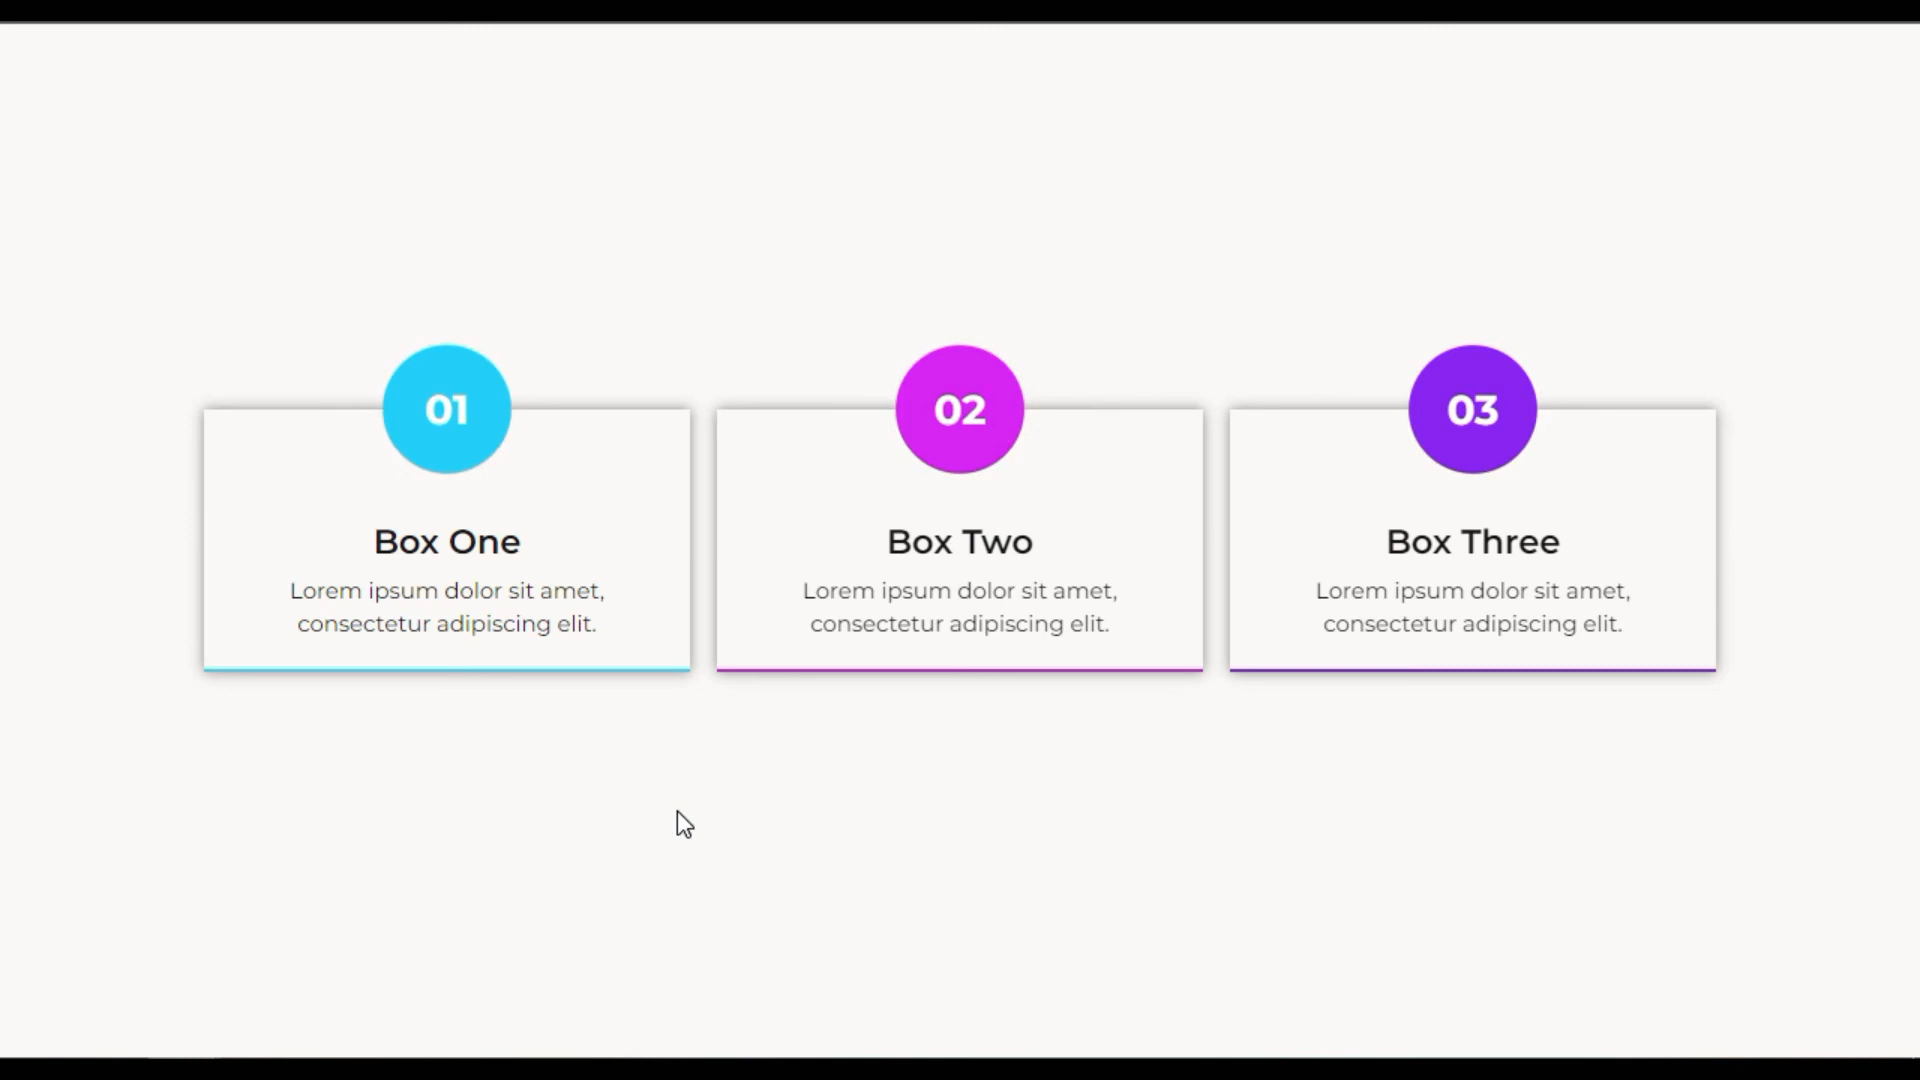 01
Box One
Lorem ipsum dolor sit amet,
consectetur adipiscing elit.
02
Box Two
Lorem ipsum dolor sit amet,
consectetur adipiscing elit.
03
Box Three
Lorem ipsum dolor sit amet,
consectetur adipiscing elit.